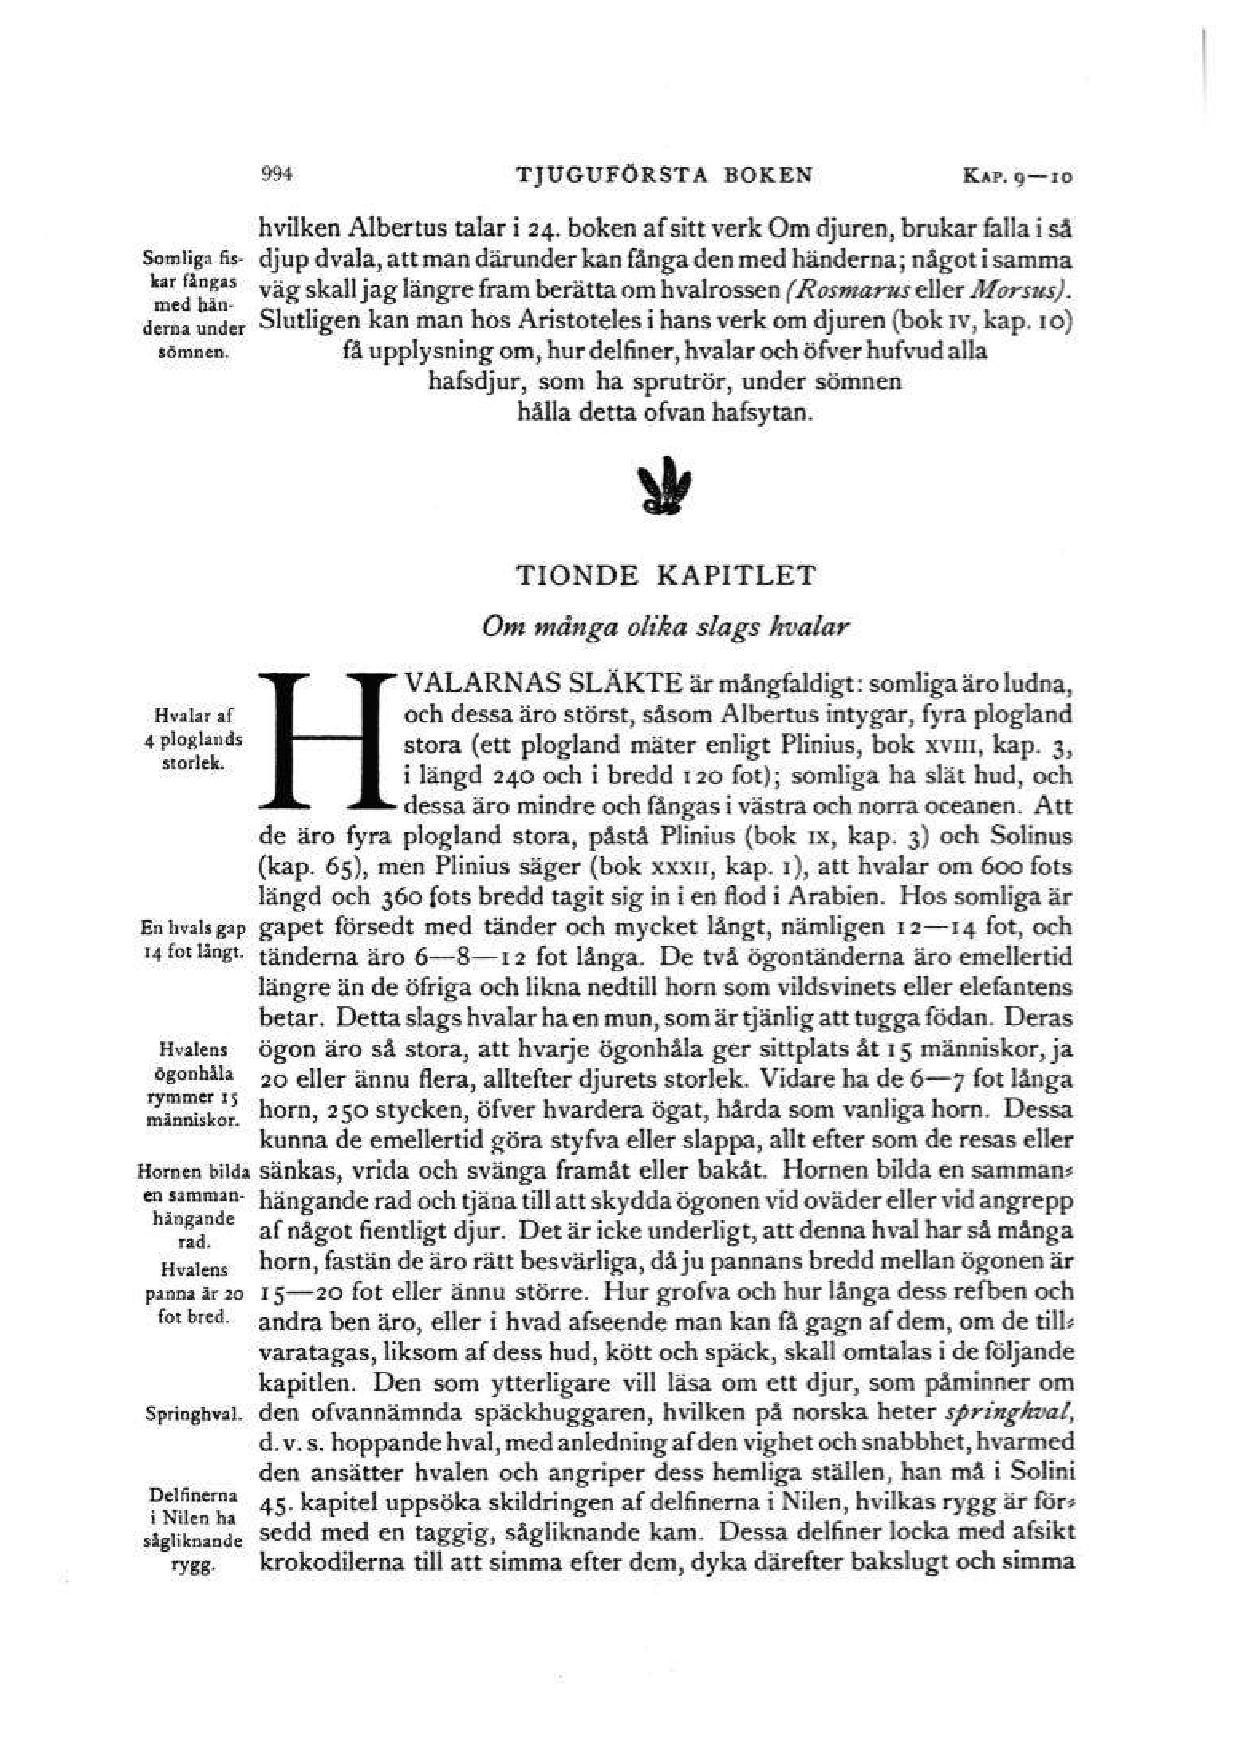 994 TJUGUFÖRSTA BOKEN KAP. 9—10
hvilken Albertus talar i 24. boken af sitt verk Om djuren, brukar falla i så
djup dvala, att man därunder kan fånga den med händerna; något i samma
väg skall jag längre fram berätta om hvalrossen (Rosmarus eller Morsus).
Slutligen kan man hos Aristoteles i hans verk om djuren (bok IV, kap. 10)
få upplysning om, hur delfiner, hvalar och öfver hufvud alla
hafsdjur, som ha sprutrör, under sömnen
hålla detta ofvan hafsytan.
Somliga fis-
kar fångas
med hän-
derna under
sömnen.
TIONDE KAPITLET
Om många olika slags hvalar
HVALARNAS SLÄKTE är mångfaldigt: somliga äro ludna,
och dessa äro störst, såsom Albertus intygar, fyra plogland
stora (ett plogland mäter enligt Plinius, bok XVIII, kap. 3,
i längd 240 och i bredd 120 fot); somliga ha slät hud, och
dessa äro mindre och fångas i västra och norra oceanen. Att
de äro fyra plogland stora, påstå Plinius (bok IX, kap. 3) och Solinus
(kap. 65), men Plinius säger (bok XXXII, kap. 1), att hvalar om 600 fots
längd och 360 fots bredd tagit sig in i en flod i Arabien. Hos somliga är
gapet försedt med tänder och mycket långt, nämligen 12—14 fot, och
tänderna äro 6—8—12 fot långa. De två ögontänderna äro emellertid
längre än de öfriga och likna nedtill horn som vildsvinets eller elefantens
betar. Detta slags hvalar ha en mun, som är tjänlig att tugga födan. Deras
ögon äro så stora, att hvarje ögonhåla ger sittplats åt 15 människor, ja
20 eller ännu flera, alltefter djurets storlek. Vidare ha de 6—7 fot långa
horn, 250 stycken, öfver hvardera ögat, hårda som vanliga horn. Dessa
kunna de emellertid göra styfva eller slappa, allt efter som de resas eller
sänkas, vrida och svänga framåt eller bakåt. Hornen bilda en samman-
hängande rad och tjäna till att skydda ögonen vid oväder eller vid angrepp
af något fientligt djur. Det är icke underligt, att denna hval har så många
horn, fastän de äro rätt besvärliga, då ju pannans bredd mellan ögonen är
15—20 fot eller ännu större. Hur grofva och hur långa dess refben och
andra ben äro, eller i hvad afseende man kan få gagn af dem, om de till-
varatagas, liksom af dess hud, kött och späck, skall omtalas i de följande
kapitlen. Den som ytterligare vill läsa om ett djur, som påminner om
den ofvannämnda späckhuggaren, hvilken på norska heter springhval,
d. v. s. hoppande hval, med anledning af den vighet och snabbhet, hvarmed
den ansätter hvalen och angriper dess hemliga ställen, han må i Solini
45. kapitel uppsöka skildringen af delfinerna i Nilen, hvilkas rygg är för-
sedd med en taggig, sågliknande kam. Dessa delfiner locka med afsikt
krokodilerna till att simma efter dem, dyka därefter bakslugt och simma
Hvalar af
4 ploglands
storlek.
En hvals gap
14 fot långt.
Hvalens
ögonhåla
rymmer 15
människor.
Hornen bilda
en samman-
hängande
rad.
Hvalens
panna är 20
fot bred.
Springhval.
Delfinerna
i Nilen ha
sågliknande
rygg.